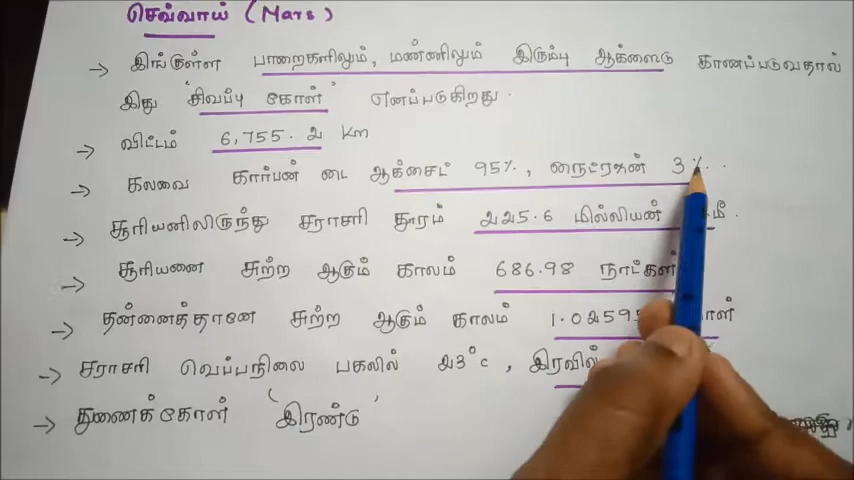 செவ்வாய் (Mars)
→ இங்குள்ள பாறைகளிலும், மண்ணிலும் இரும்பு ஆக்ஸைடு காணப்படுவதால்
இது 'சிவப்பு கோள்' எனப்படுகிறது.
→ விட்டம் 6,755.2 km
→ கலவை கார்பன் டை ஆக்சைட் 95%, நைட்ரஜன் 3%..
→ சூரியனிலிருந்து சராசரி தூரம் 225.6 மில்லியன்
→ சூரியனை சுற்ற ஆகும் காலம் 686.98 நாட்கள்
→ தன்னைத்தானே சுற்ற ஆகும் காலம் 1.02595
→ சராசரி வெப்பநிலை பகலில் 23°c, இரவில்
→ துணைக்கோள் 'இரண்டு'